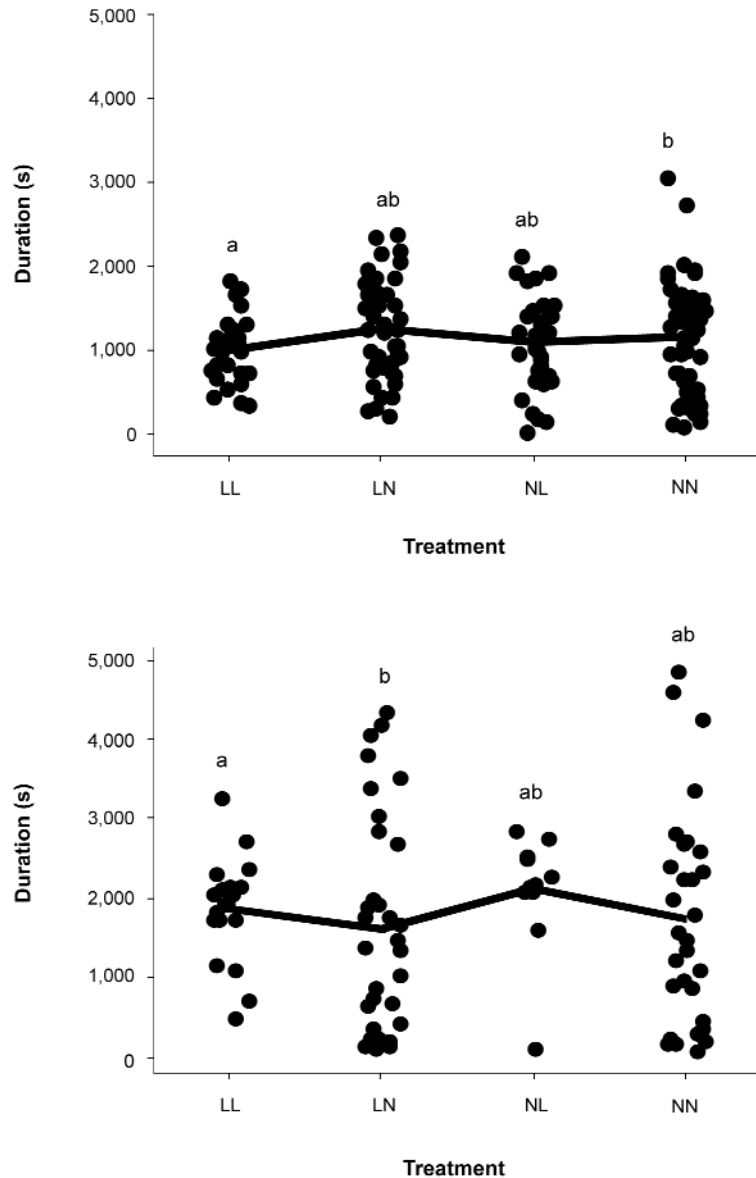 5,000
4,000
3,000
2,000
1,000
0
Duration (s)
a
ab
ab
b
LL LN NL NN
Treatment
5,000
4,000
3,000
2,000
1,000
0
Duration (s)
a
b
ab
ab
LL LN NL NN
Treatment